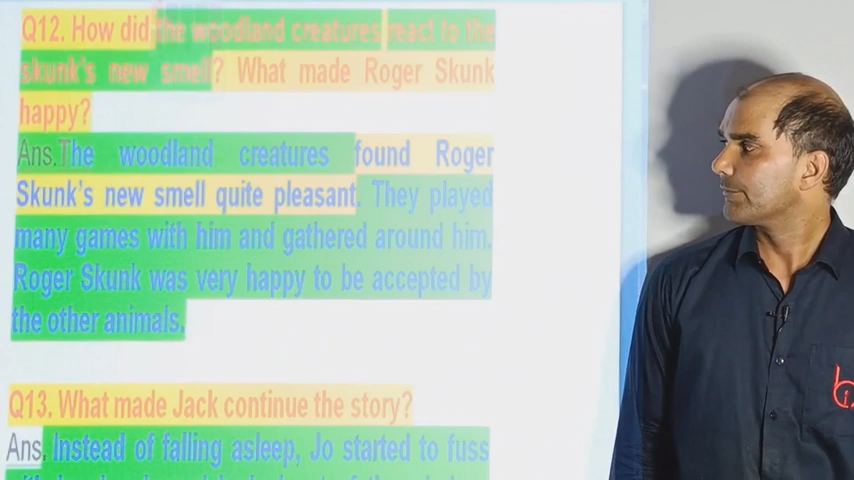 Q12. How did the woodland creatures react to the
skunk's new smell? What made Roger Skunk
happy?
Ans.The woodland creatures found Roger
Skunk's new smell quite pleasant. They played
many games with him and gathered around him.
Roger Skunk was very happy to be accepted by
the other animals.
Q13. What made Jack continue the story?
Ans. Instead of falling asleep, Jo started to fuss